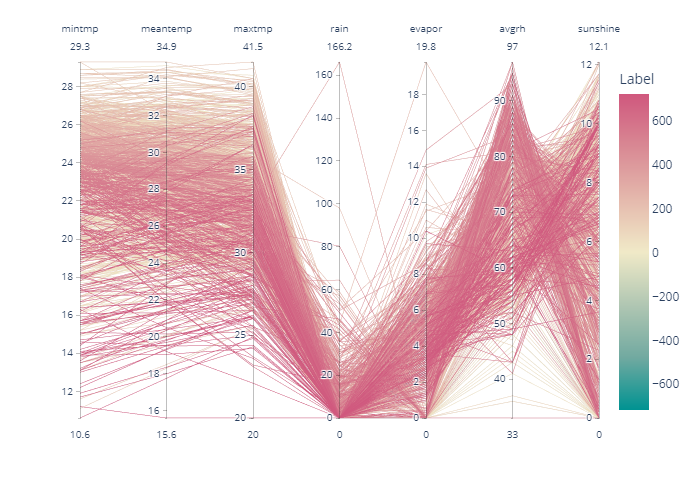 mintmp meantemp maxtmp rain evapor avgrh sunshine
29.3 34.9 41.5 166.2 19.8 97 12.1
Label
28 26 24 22 20 18 16 14 12
34 32 30 28 26 24 22 20 18 16
40 35 30 25 20
160 140 120 100 80 60 40 20 0
18 16 14 12 10 8 6 4 2 0
90 80 70 60 50 40
12 10 8 6 4 2 0
600
400
200
0
−200
−400
−600
10.6 15.6 20 0 0 33 0